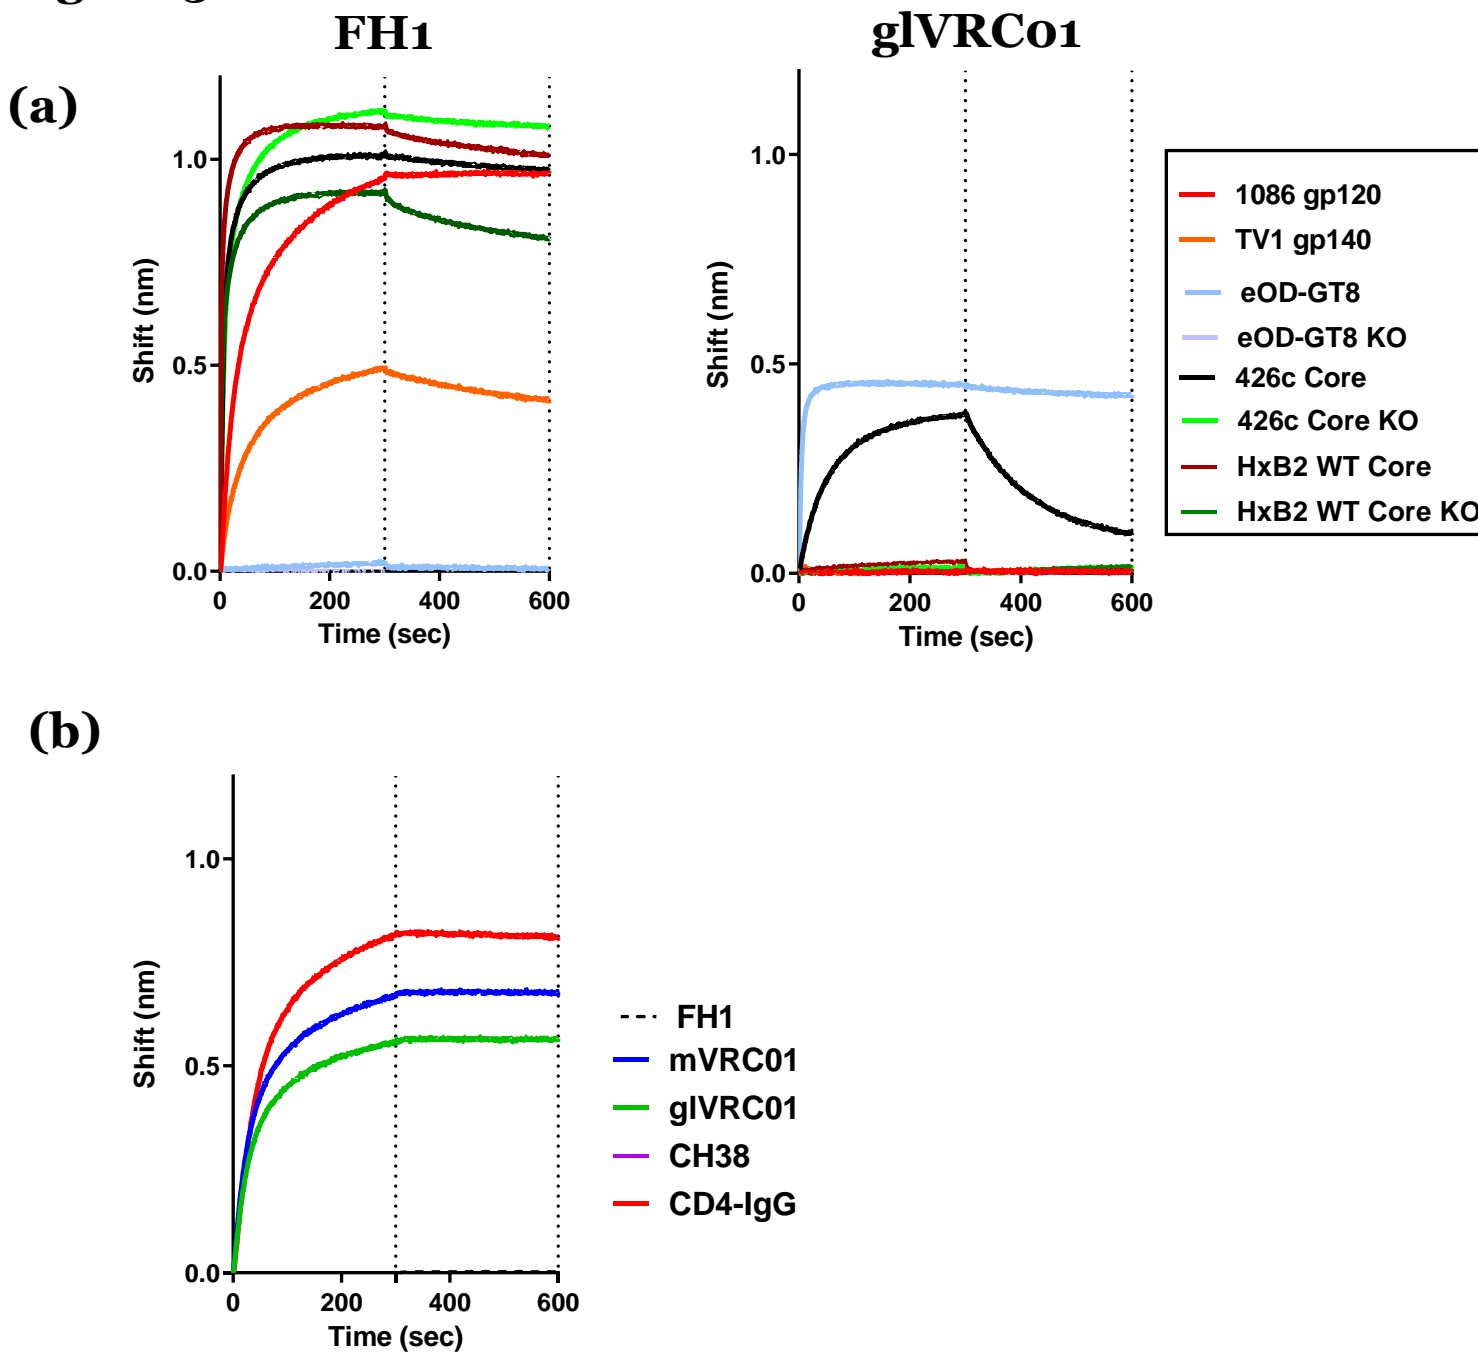 FH1
glVRC01
(a)
1.0
0.5
0.0
Shift (nm)
0 200 400 600
Time (sec)
1.0
0.5
0.0
Shift (nm)
0 200 400 600
Time (sec)
1086 gp120
TV1 gp140
eOD-GT8
eOD-GT8 KO
426c Core
426c Core KO
HxB2 WT Core
HxB2 WT Core KO
(b)
1.0
0.5
0.0
Shift (nm)
0 200 400 600
Time (sec)
FH1
mVRC01
glVRC01
CH38
CD4-IgG